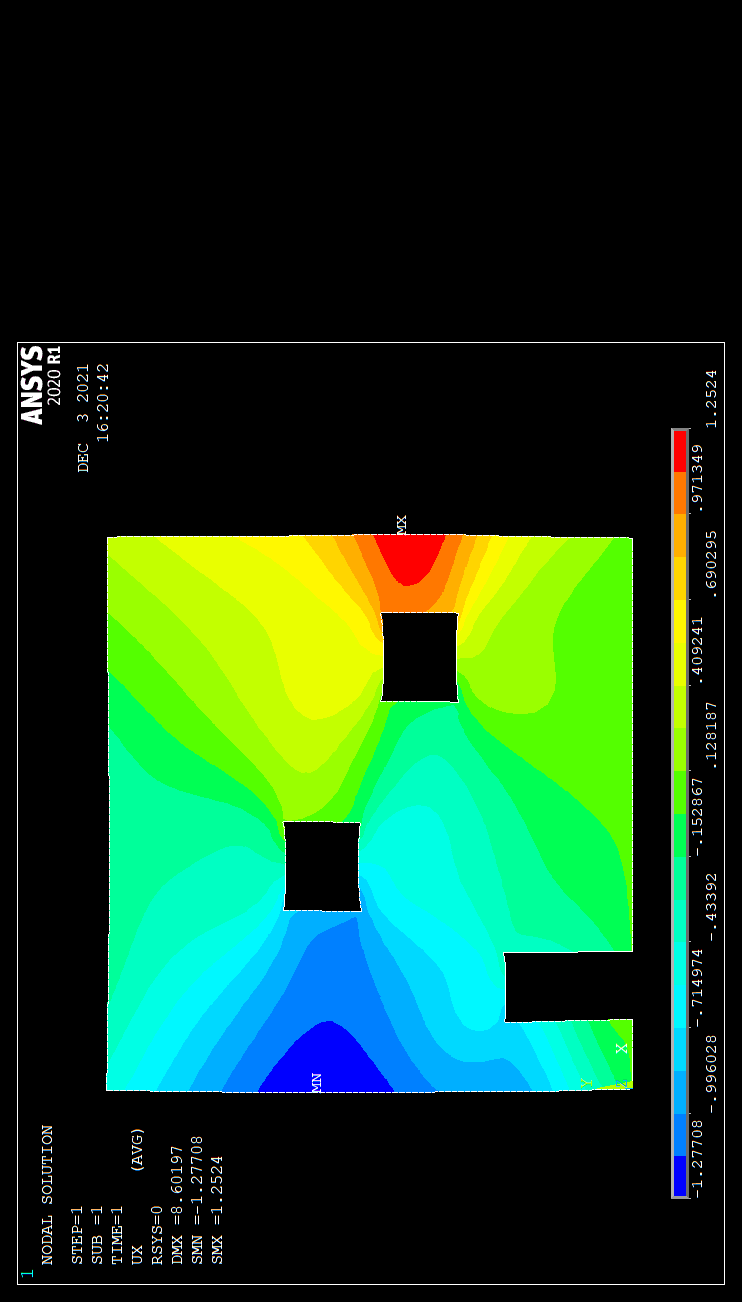 1
NODAL SOLUTION
STEP=1
SUB =1
TIME=1
UX (AVG)
RSYS=0
DMX =8.60197
SMN =-1.27708
SMX =1.2524
ANSYS
2020 R1
DEC 3 2021
16:20:42
MN
MX
Y
Z X
-1.27708 -.714974 -.152867 .409241 .971349
-.996028 -.43392 .128187 .690295 1.2524